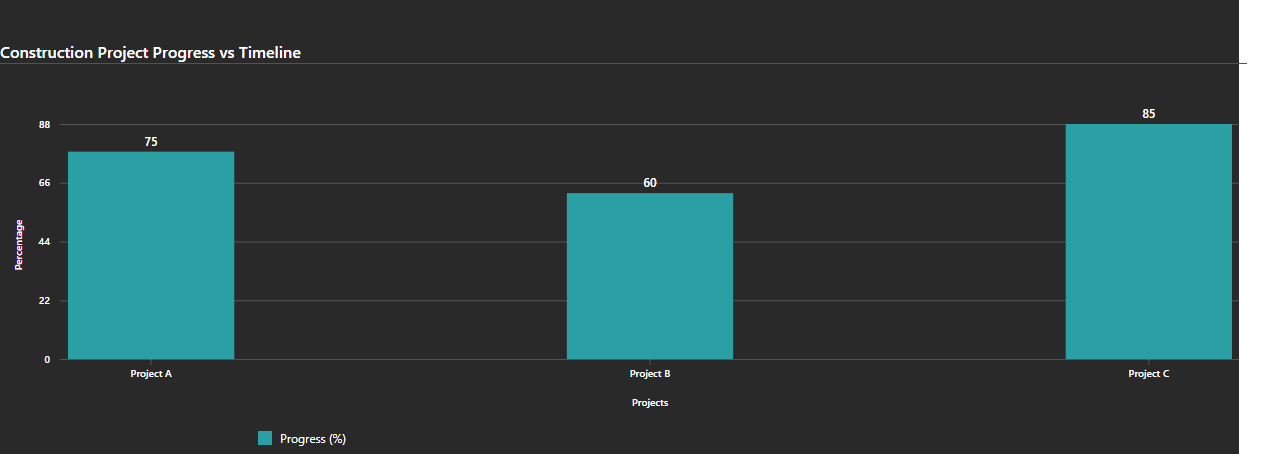 Construction Project Progress vs Timeline
85
88
75
66
60
44
Percentage
22
0
Project A
Project B
Project C
Projects
Progress (%)